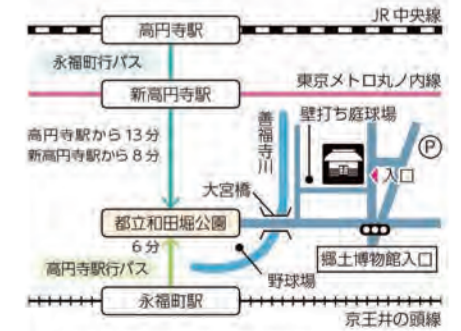 JR中央線
高円寺駅
永福町行バス
東京メトロ丸ノ内線
新高円寺駅
高円寺駅から13分
新高円寺駅から8分
善福寺川
壁打ち庭球場
P
入口
大宮橋
都立和田堀公園
6分
高円寺駅行バス
野球場
郷土博物館入口
永福町駅
京王井の頭線